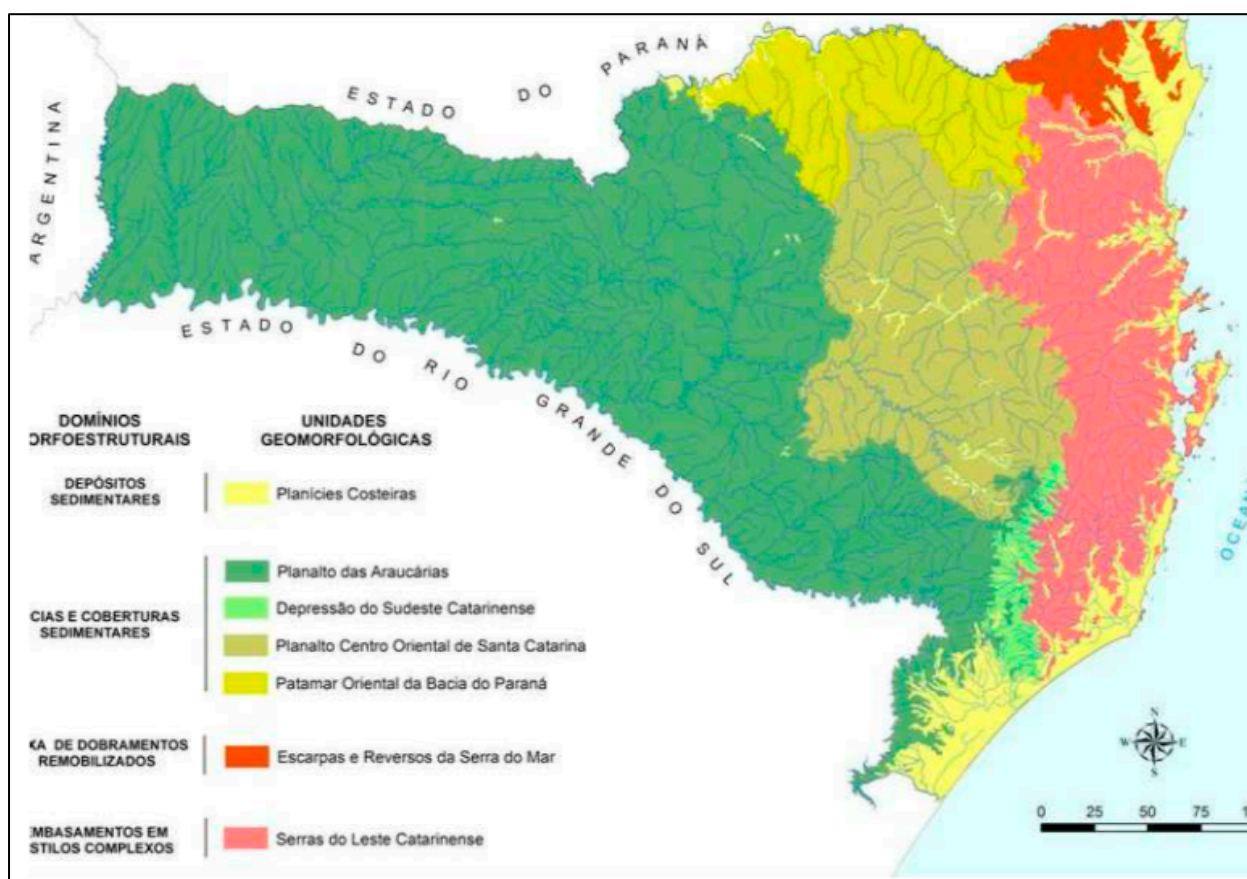 ESTADO DO PARANÁ
ARGENTINA
ESTADO DO RIO GRANDE DO SUL
OCEAN
DOMÍNIOS
ORFOESTRUTURAIS
UNIDADES
GEOMORFOLÓGICAS
DEPÓSITOS
SEDIMENTARES
Planícies Costeiras
CIAS E COBERTURAS
SEDIMENTARES
Planalto das Araucárias
Depressão do Sudeste Catarinense
Planalto Centro Oriental de Santa Catarina
Patamar Oriental da Bacia do Paraná
XA DE DOBRAMENTOS
REMOBILIZADOS
Escarpas e Reversos da Serra do Mar
MBASAMENTOS EM
STILOS COMPLEXOS
Serras do Leste Catarinense
N
W E
S
0 25 50 75 1